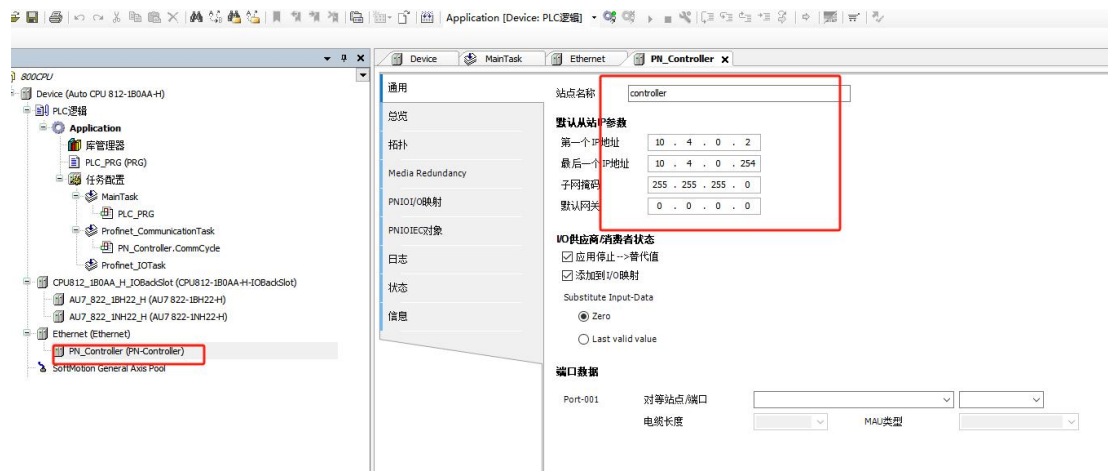 Application [Device: PLC逻辑]
800CPU
Device (Auto CPU 812-1B0AA-H)
PLC逻辑
Application
库管理器
PLC_PRG (PRG)
任务配置
MainTask
PLC_PRG
Profinet_CommunicationTask
PN_Controller.CommCycle
Profinet_IOTask
CPU812_1B0AA_H_IOBackSlot (CPU812-1B0AA-H-IOBackSlot)
AU7_822_1BH22_H (AU7 822-1BH22-H)
AU7_822_1NH22_H (AU7 822-1NH22-H)
Ethernet (Ethernet)
PN_Controller (PN-Controller)
SoftMotion General Axis Pool
Device
MainTask
Ethernet
PN_Controller
通用
总览
拓扑
Media Redundancy
PNIOI/O映射
PNIOIEC对象
日志
状态
信息
站点名称 controller
默认从站IP参数
第一个IP地址 10 . 4 . 0 . 2
最后一个IP地址 10 . 4 . 0 . 254
子网掩码 255 . 255 . 255 . 0
默认网关 0 . 0 . 0 . 0
I/O供应商/消费者状态
应用停止-->替代值
添加到I/O映射
Substitute Input-Data
Zero
Last valid value
端口数据
Port-001 对等站点/端口
电缆长度 MAU类型